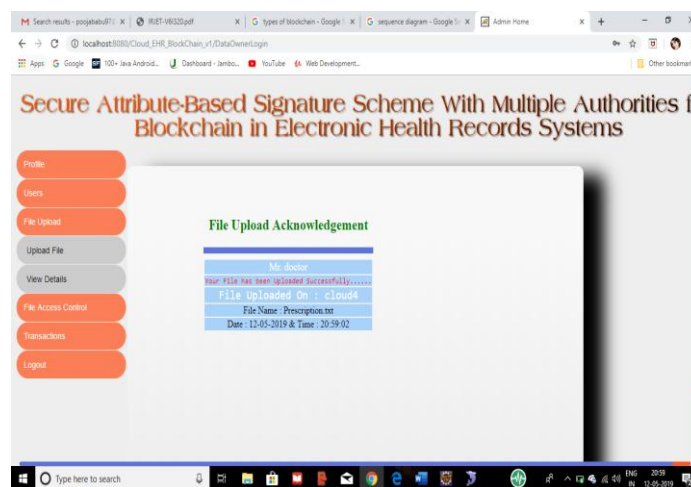 Search results - poojababu97
IRJET-V6I320.pdf
G types of blockchain - Google
G sequence diagram - Google
Admin Home
localhost:8080/Cloud_EHR_BlockChain_v1/DataOwnerLogin
Apps
G Google
100+ Java Android...
Dashboard - Jambo...
YouTube
Web Development...
Other bookmar
Secure Attribute-Based Signature Scheme With Multiple Authorities f
Blockchain in Electronic Health Records Systems
Profile
Users
File Upload
Upload File
View Details
File Access Control
Transactions
Logout
File Upload Acknowledgement
Mr. doctor
Your File has been Uploaded Successfully......
File Uploaded On : cloud4
File Name : Prescription.txt
Date : 12-05-2019 & Time : 20:59:02
Type here to search
ENG
IN
20:59
12-05-2019